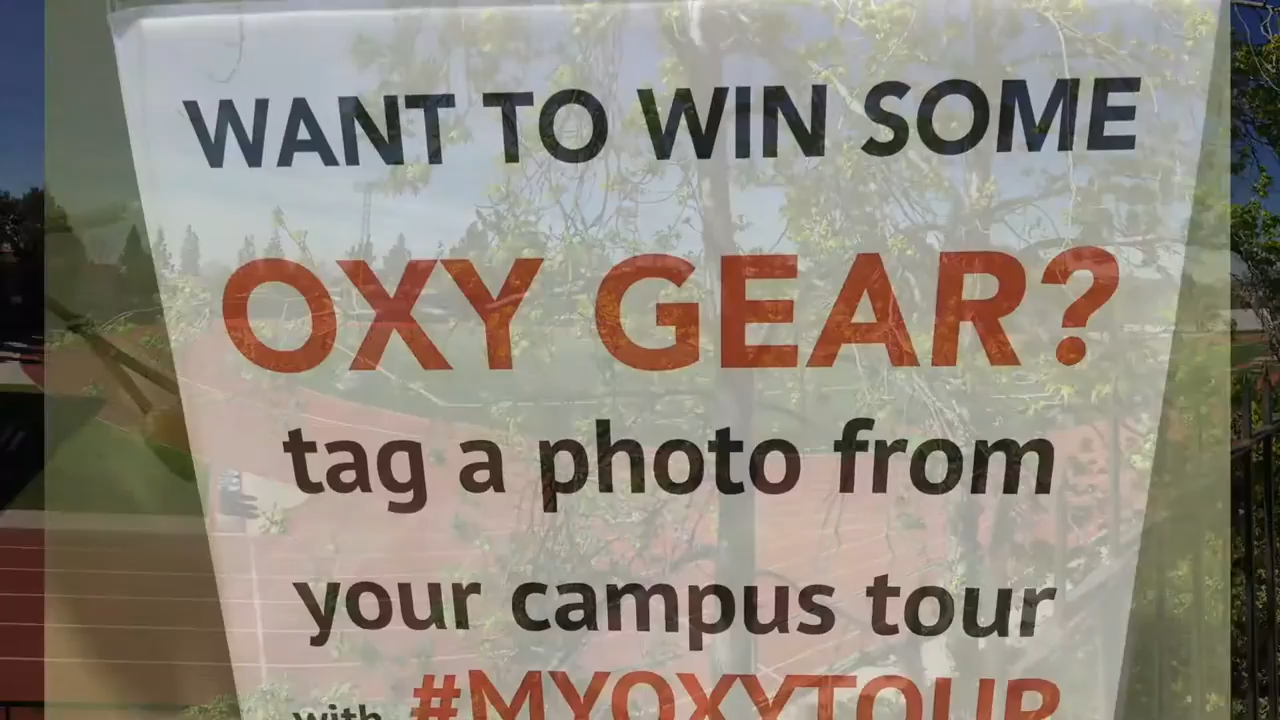 WANT TO WIN SOME
OXY GEAR?
tag a photo from
your campus tour
with #MYOXYTOUR